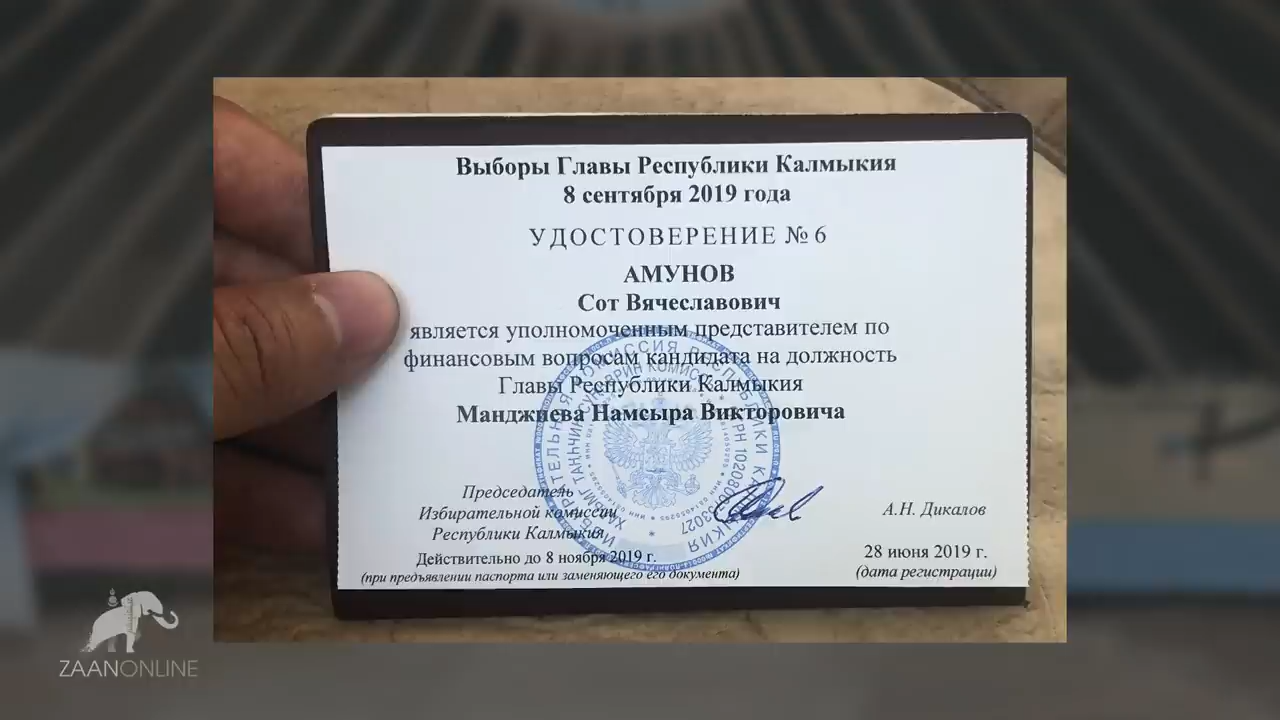 Выборы Главы Республики Калмыкия
8 сентября 2019 года
УДОСТОВЕРЕНИЕ № 6
АМУНОВ
Сот Вячеславович
является уполномоченным представителем по
финансовым вопросам кандидата на должность
Главы Республики Калмыкия
Манджиева Намсыра Викторовича
Председатель
Избирательной комиссии
Республики Калмыкия
А.Н. Дикалов
Действительно до 8 ноября 2019 г.
(при предъявлении паспорта или заменяющего его документа)
28 июня 2019 г.
(дата регистрации)
ZAANONLINE